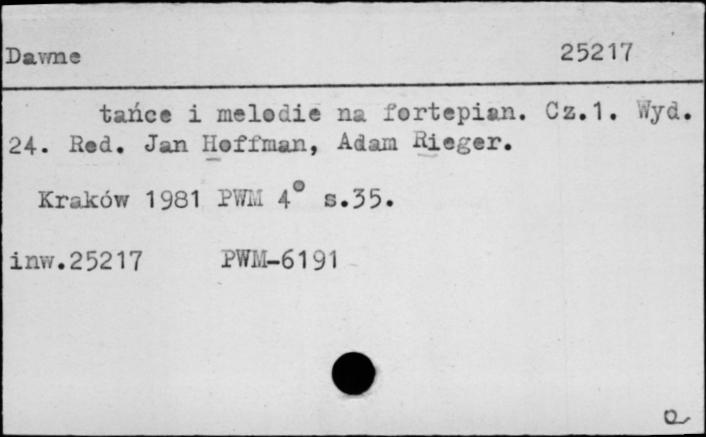 Dawne 25217
tańce i melodie na fortepian. Cz.1. Wyd.
24. Red. Jan Hoffman, Adam Rieger.
Kraków 1981 PWM 4° s.35.
inw.25217 PWM-6191